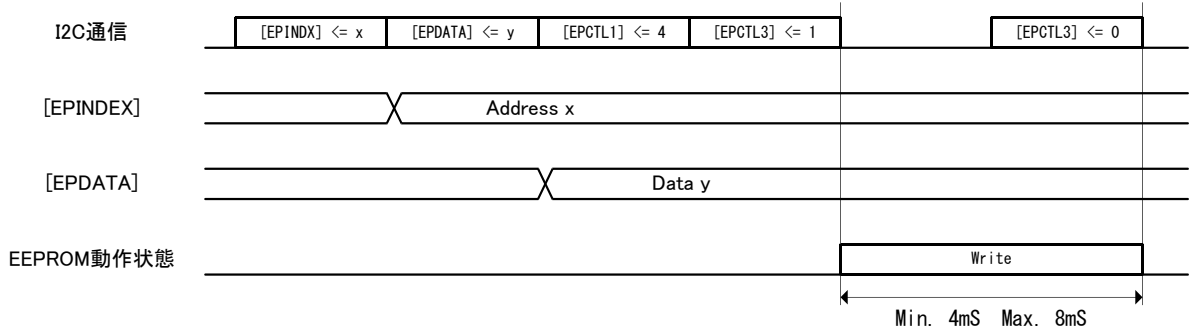 I2C通信
[EPINDX] <= x
[EPDATA] <= y
[EPCTL1] <= 4
[EPCTL3] <= 1
[EPCTL3] <= 0
[EPINDEX]
Address x
[EPDATA]
Data y
EEPROM動作状態
Write
Min. 4mS Max. 8mS